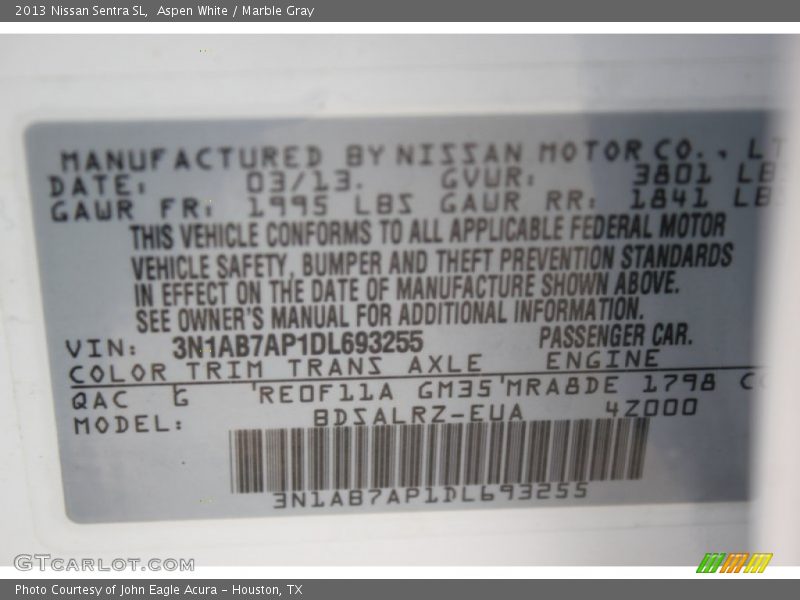 2013 Nissan Sentra SL,  Aspen White / Marble Gray
MANUFACTURED BY NISSAN MOTOR CO., LT
DATE: 03/13. GVWR: 3801 LB
GAWR FR: 1995 LBS GAWR RR: 1841 LBS
THIS VEHICLE CONFORMS TO ALL APPLICABLE FEDERAL MOTOR
VEHICLE SAFETY, BUMPER AND THEFT PREVENTION STANDARDS
IN EFFECT ON THE DATE OF MANUFACTURE SHOWN ABOVE.
SEE OWNER'S MANUAL FOR ADDITIONAL INFORMATION.
VIN: 3N1AB7AP1DL693255 PASSENGER CAR.
COLOR TRIM TRANS AXLE ENGINE
QAC G RE0F11A GM35 MRA8DE 1798 CC
MODEL: BDSALRZ-EUA 4Z000
3N1AB7AP1DL693255
GTCARLOT.COM
Photo Courtesy of John Eagle Acura - Houston, TX